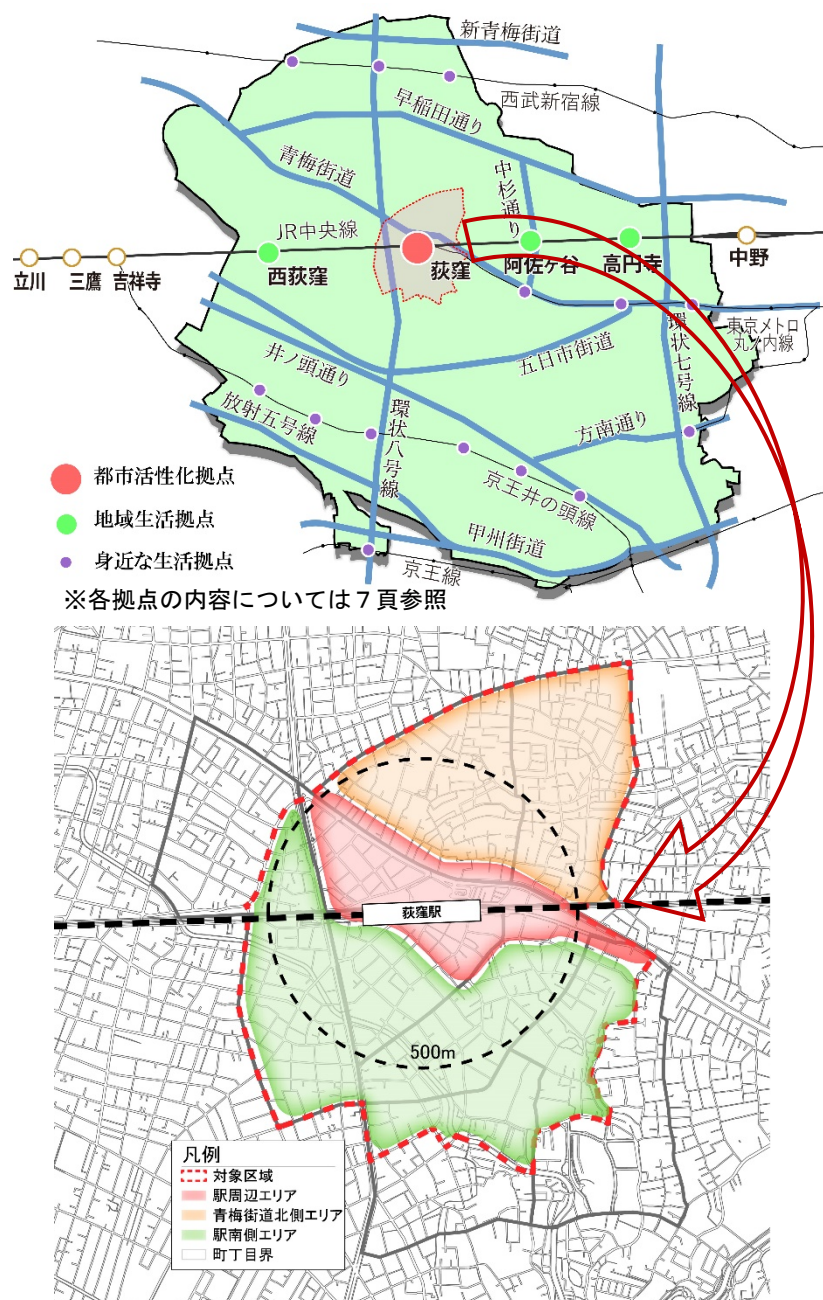 新青梅街道
西武新宿線
早稲田通り
青梅街道
中杉通り
JR中央線
立川
三鷹
吉祥寺
西荻窪
荻窪
阿佐ヶ谷
高円寺
中野
東京メトロ
丸ノ内線
環状七号線
五日市街道
井ノ頭通り
放射五号線
環状八号線
方南通り
京王井の頭線
甲州街道
京王線
都市活性化拠点
地域生活拠点
身近な生活拠点
※各拠点の内容については７頁参照
荻窪駅
500m
凡例
対象区域
駅周辺エリア
青梅街道北側エリア
駅南側エリア
町丁目界